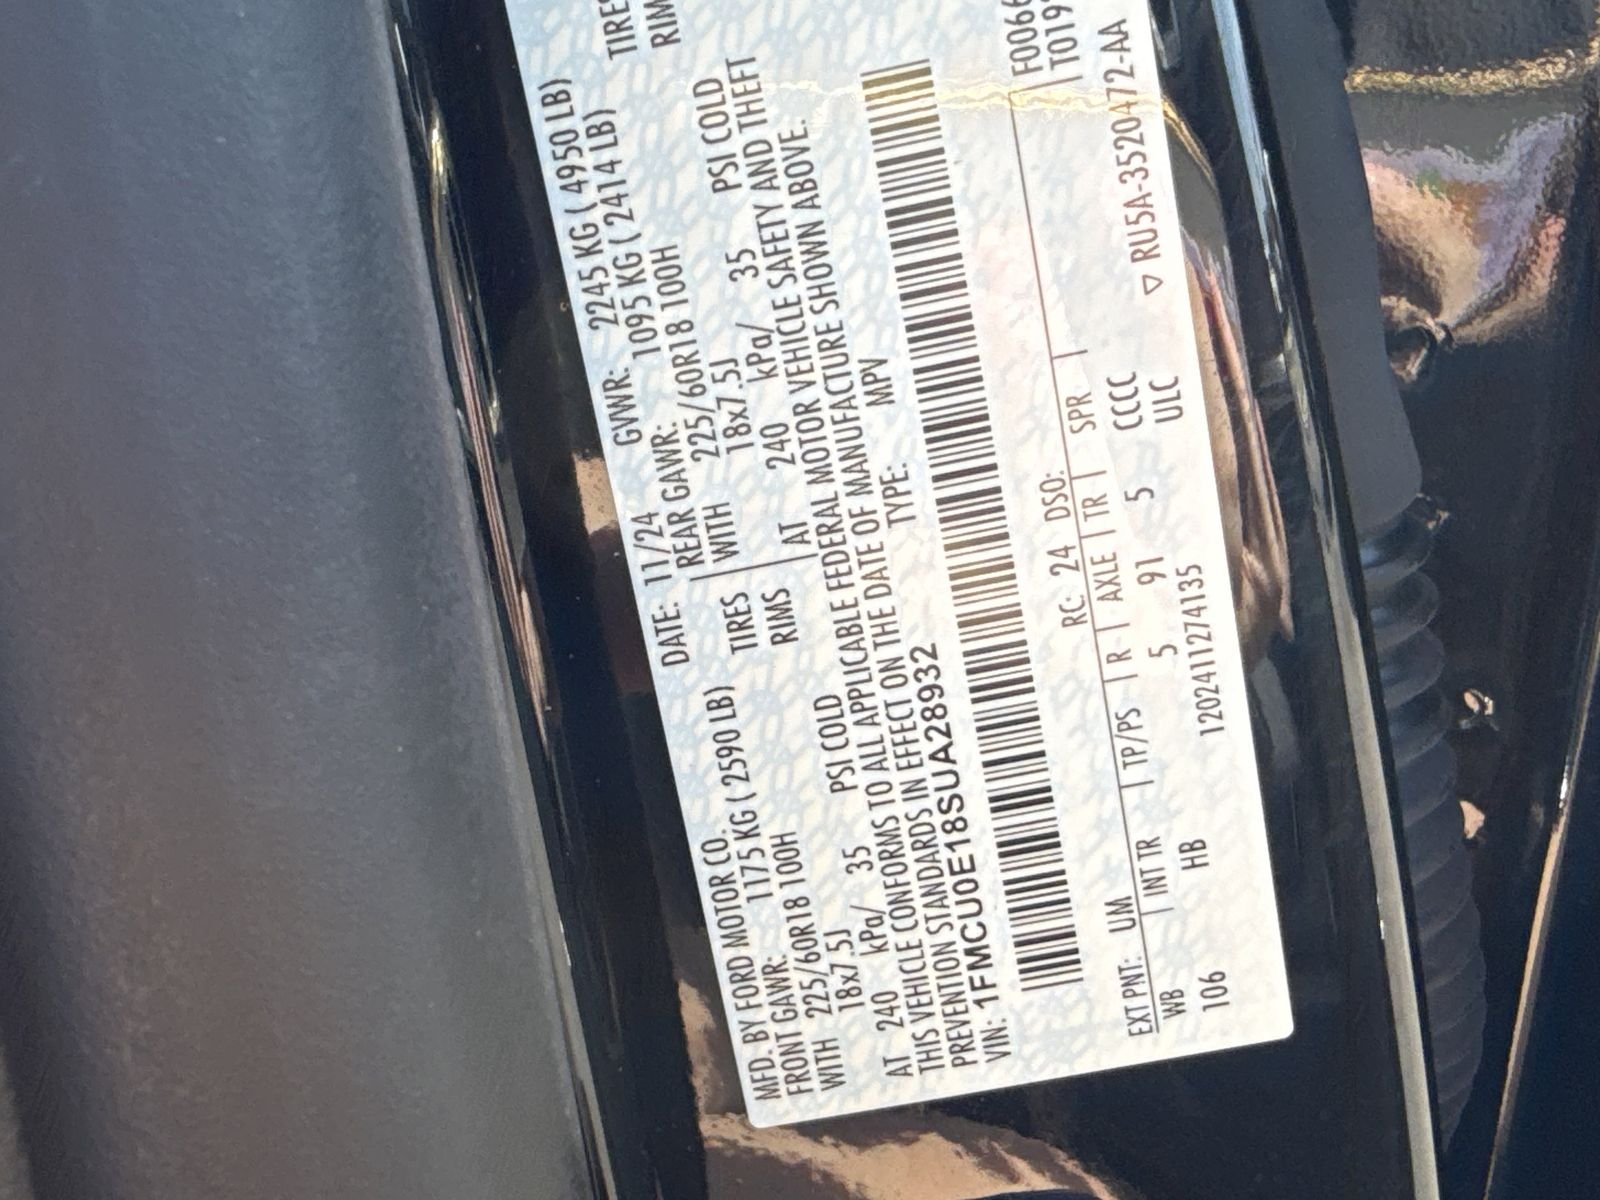 MFD. BY FORD MOTOR CO. DATE: 11/24 GVWR: 2245 KG ( 4950 LB)
FRONT GAWR: 1175 KG ( 2590 LB) REAR GAWR: 1095 KG ( 2414 LB)
WITH 225/60R18 100H TIRES WITH 225/60R18 100H TIRES
18x7.5J RIMS 18x7.5J RIM
AT 240 kPa/ 35 PSI COLD AT 240 kPa/ 35 PSI COLD
THIS VEHICLE CONFORMS TO ALL APPLICABLE FEDERAL MOTOR VEHICLE SAFETY AND THEFT
PREVENTION STANDARDS IN EFFECT ON THE DATE OF MANUFACTURE SHOWN ABOVE.
VIN: 1FMCU0E18SUA28932 TYPE: MPV
F0066
EXT PNT: UM RC: 24 DSO: T019
WB INT TR TP/PS R AXLE TR SPR
106 HB 5 91 5 CCCC
1202411274135 ULC ▽ RU5A-3520472-AA